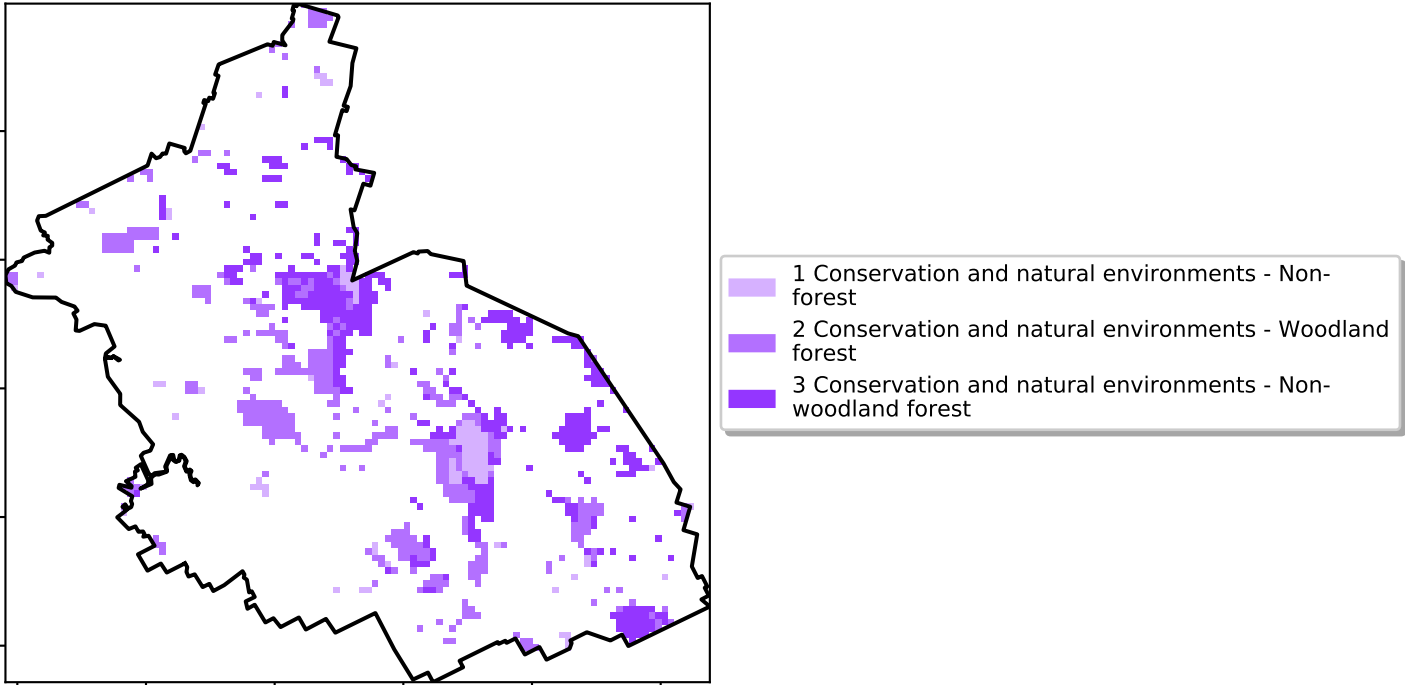 1 Conservation and natural environments - Non-
forest
2 Conservation and natural environments - Woodland
forest
3 Conservation and natural environments - Non-
woodland forest